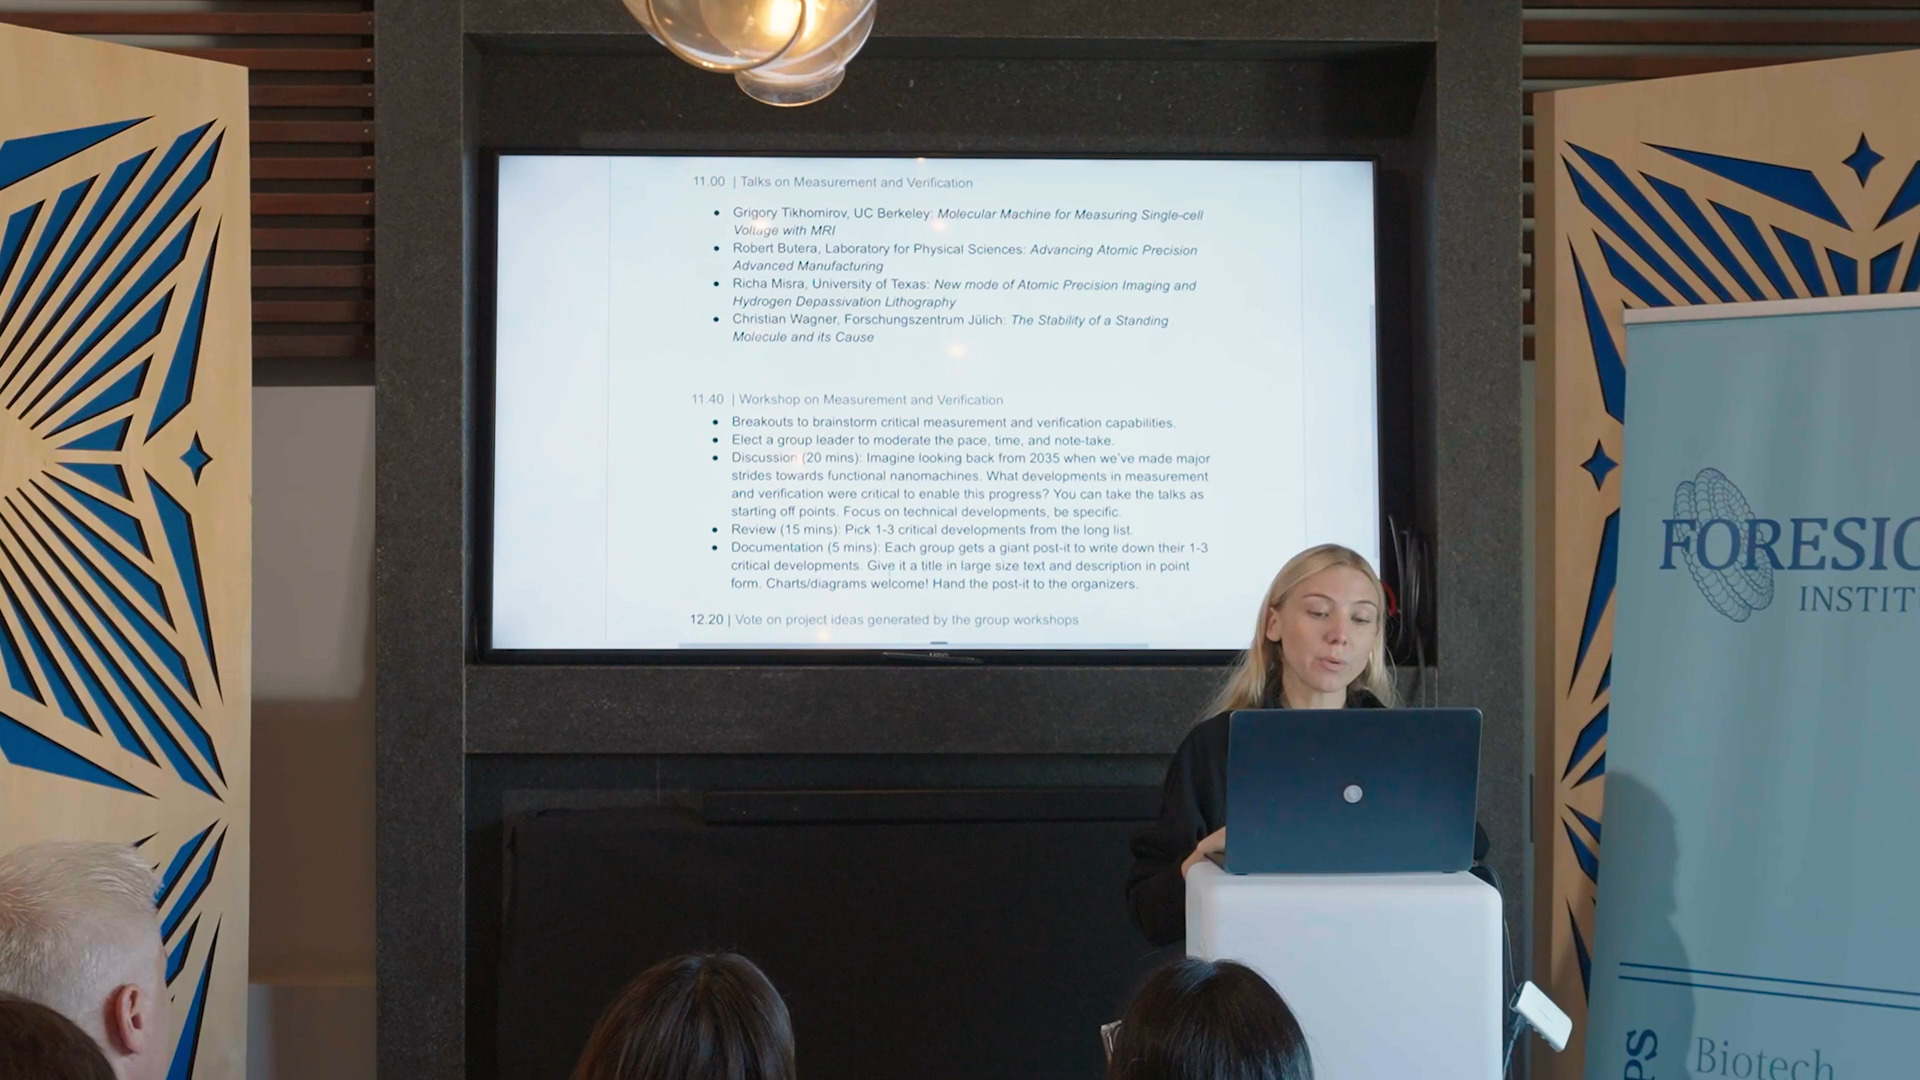 11.00 | Talks on Measurement and Verification
• Grigory Tikhomirov, UC Berkeley: Molecular Machine for Measuring Single-cell
Voltage with MRI
• Robert Butera, Laboratory for Physical Sciences: Advancing Atomic Precision
Advanced Manufacturing
• Richa Misra, University of Texas: New mode of Atomic Precision Imaging and
Hydrogen Depassivation Lithography
• Christian Wagner, Forschungszentrum Jülich: The Stability of a Standing
Molecule and its Cause
11.40 | Workshop on Measurement and Verification
• Breakouts to brainstorm critical measurement and verification capabilities.
• Elect a group leader to moderate the pace, time, and note-take.
• Discussion (20 mins): Imagine looking back from 2035 when we've made major
strides towards functional nanomachines. What developments in measurement
and verification were critical to enable this progress? You can take the talks as
starting off points. Focus on technical developments, be specific.
• Review (15 mins): Pick 1-3 critical developments from the long list.
• Documentation (5 mins): Each group gets a giant post-it to write down their 1-3
critical developments. Give it a title in large size text and description in point
form. Charts/diagrams welcome! Hand the post-it to the organizers.
12.20 | Vote on project ideas generated by the group workshops
FORESIG
INSTIT
PS
Biotech